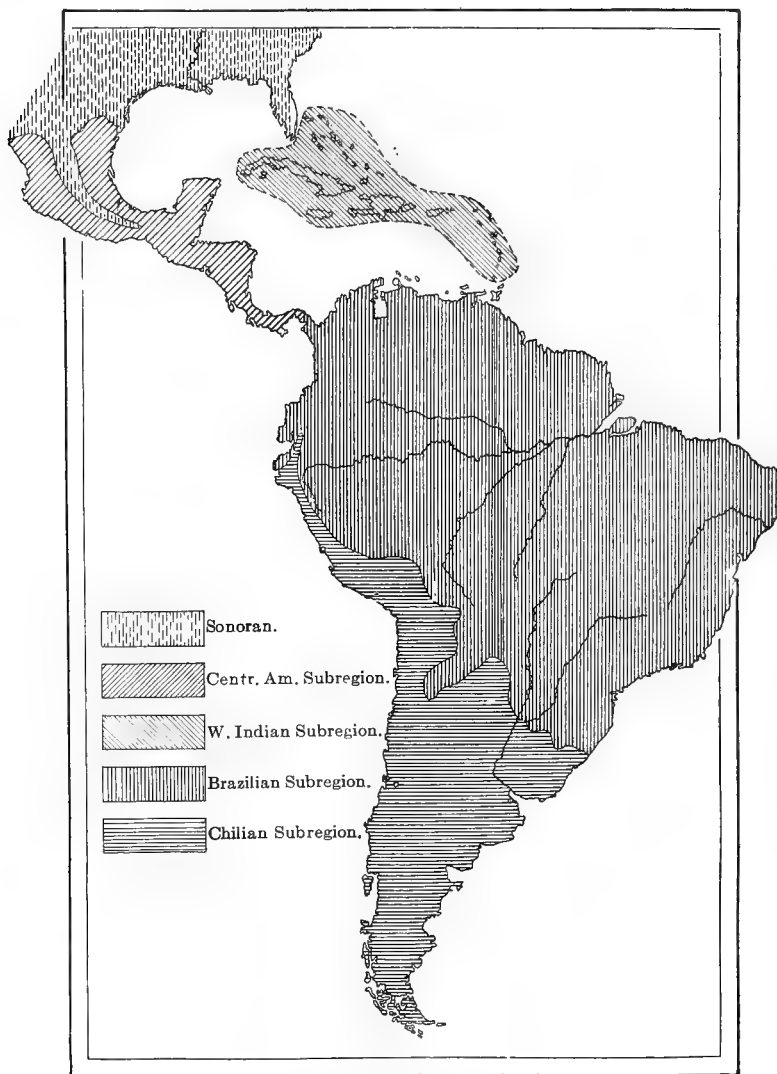 Sonoran.
Centr. Am. Subregion.
W. Indian Subregion.
Brazilian Subregion.
Chilian Subregion.